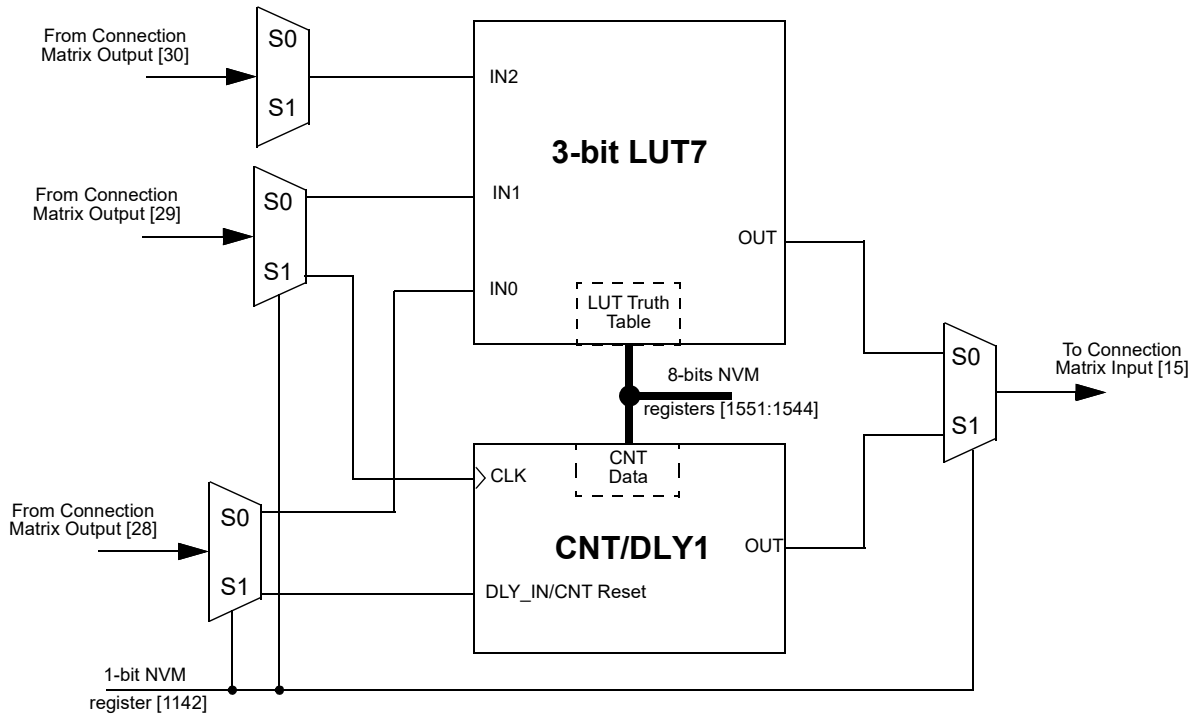 From Connection
Matrix Output [30]
S0
S1
IN2
3-bit LUT7
From Connection
Matrix Output [29]
S0
S1
IN1
OUT
IN0
LUT Truth
Table
From Connection
Matrix Output [28]
S0
S1
8-bits NVM
registers [1551:1544]
CLK
CNT
Data
CNT/DLY1
OUT
DLY_IN/CNT Reset
S0
S1
To Connection
Matrix Input [15]
1-bit NVM
register [1142]